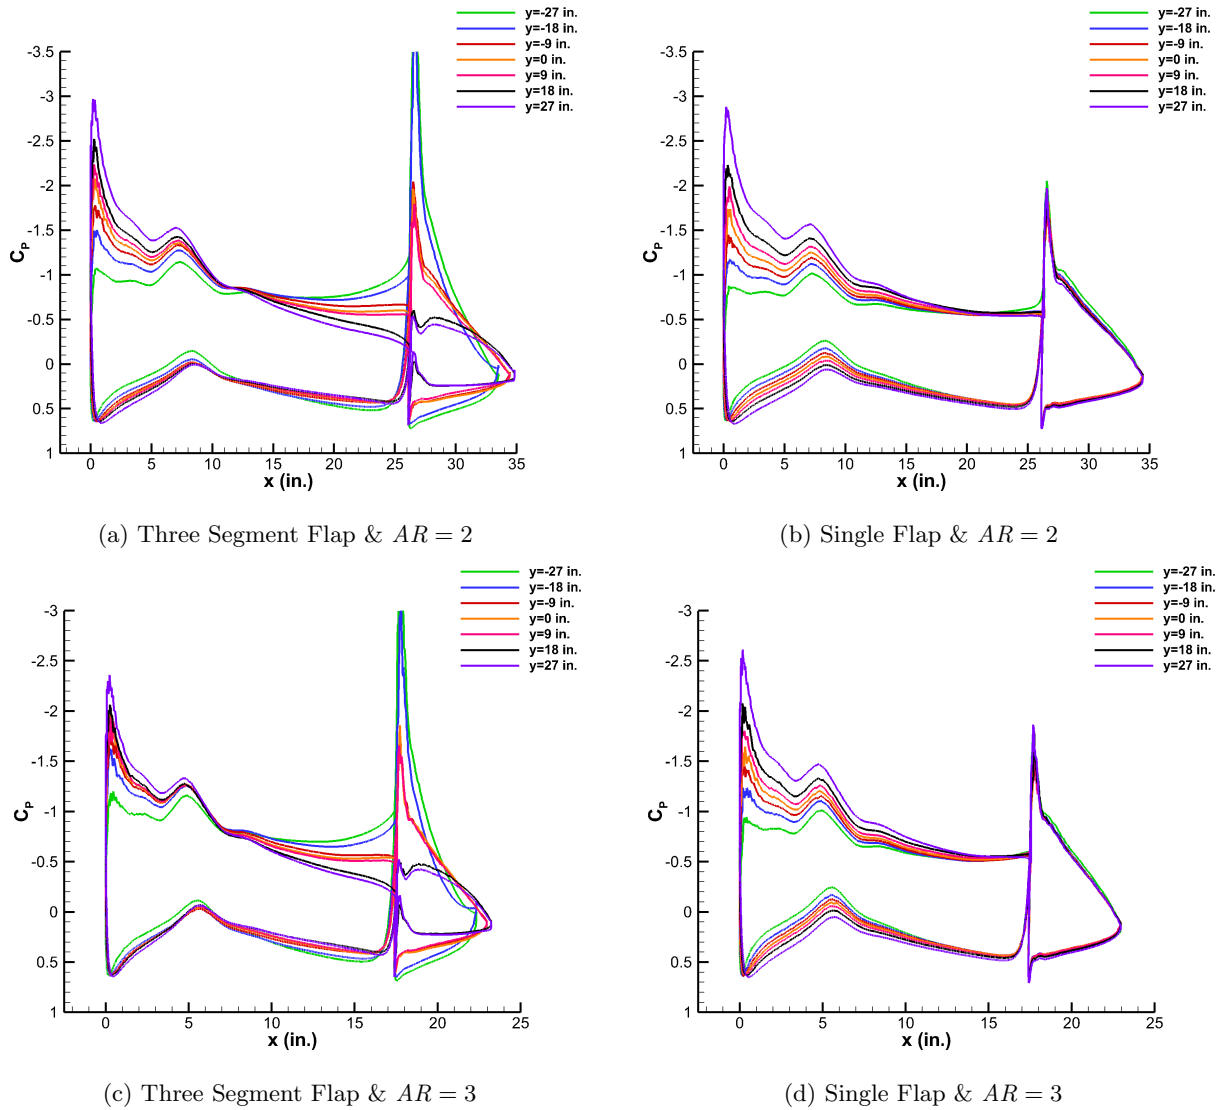 y=-27 in.
y=-18 in.
y=-9 in.
y=0 in.
y=9 in.
y=18 in.
y=27 in.
-3.5
-3
-2.5
-2
-1.5
-1
-0.5
0
0.5
1
CP
0 5 10 15 20 25 30 35
x (in.)
(a) Three Segment Flap & AR = 2
y=-27 in.
y=-18 in.
y=-9 in.
y=0 in.
y=9 in.
y=18 in.
y=27 in.
-3.5
-3
-2.5
-2
-1.5
-1
-0.5
0
0.5
1
CP
0 5 10 15 20 25 30 35
x (in.)
(b) Single Flap & AR = 2
y=-27 in.
y=-18 in.
y=-9 in.
y=0 in.
y=9 in.
y=18 in.
y=27 in.
-3
-2.5
-2
-1.5
-1
-0.5
0
0.5
1
CP
0 5 10 15 20 25
x (in.)
(c) Three Segment Flap & AR = 3
y=-27 in.
y=-18 in.
y=-9 in.
y=0 in.
y=9 in.
y=18 in.
y=27 in.
-3
-2.5
-2
-1.5
-1
-0.5
0
0.5
1
CP
0 5 10 15 20 25
x (in.)
(d) Single Flap & AR = 3